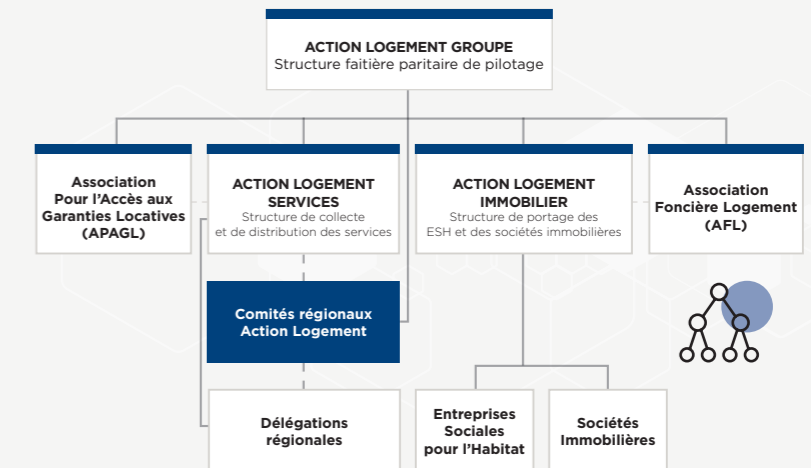 ACTION LOGEMENT GROUPE
Structure faitière paritaire de pilotage
Association
Pour l'Accès aux
Garanties Locatives
(APAGL)
ACTION LOGEMENT
SERVICES
Structure de collecte
et de distribution des services
ACTION LOGEMENT
IMMOBILIER
Structure de portage des
ESH et des sociétés immobilières
Association
Foncière Logement
(AFL)
Comités régionaux
Action Logement
Délégations
régionales
Entreprises
Sociales
pour l'Habitat
Sociétés
Immobilières